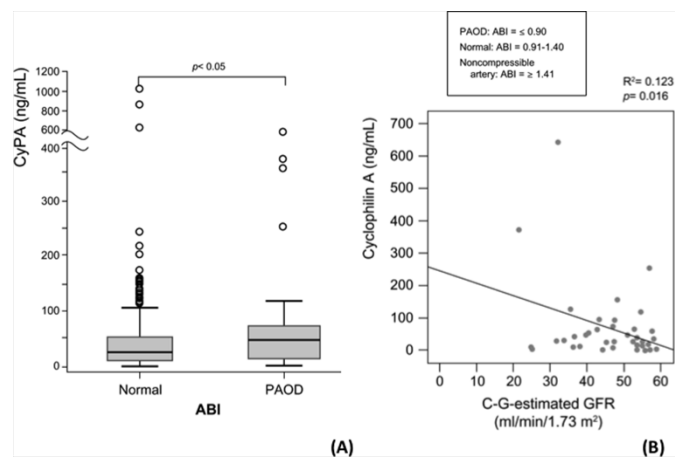 PAOD: ABI = ≤ 0.90
Normal: ABI = 0.91-1.40
Noncompressible
artery: ABI = ≥ 1.41
p< 0.05
CyPA (ng/mL)
1200
1000
800
600
400
300
200
100
0
Normal
PAOD
ABI
(A)
R²= 0.123
p= 0.016
Cyclophilin A (ng/mL)
700
600
500
400
300
200
100
0
0 10 20 30 40 50 60
C-G-estimated GFR
(ml/min/1.73 m²)
(B)